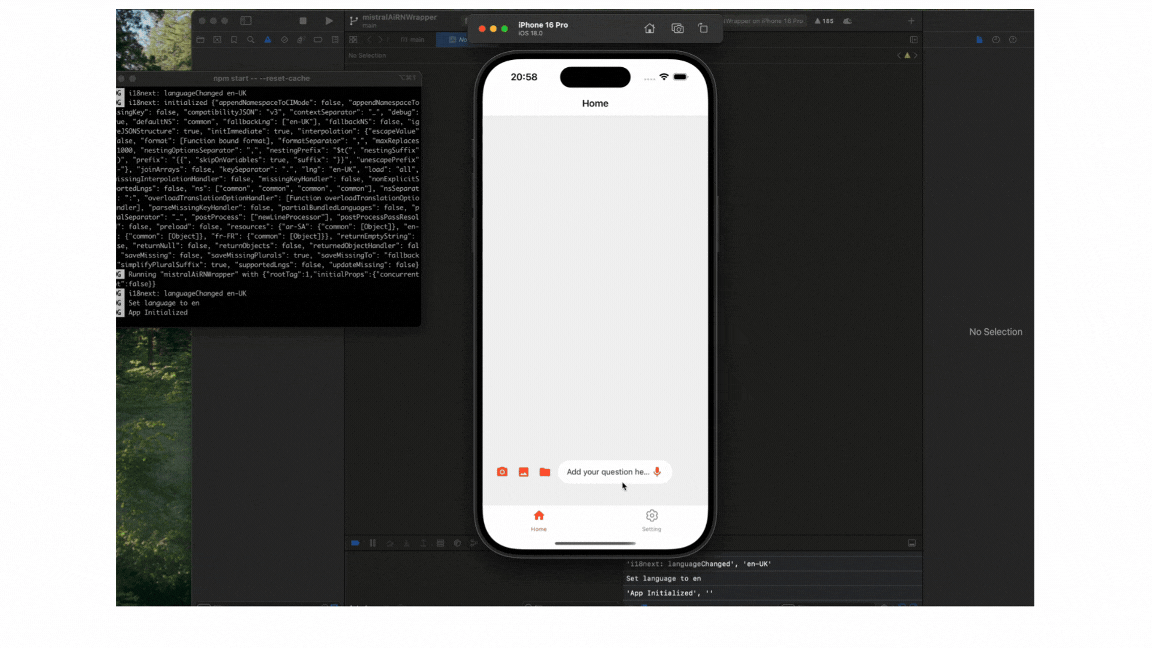 mistralAiRNWrapper
main
iPhone 16 Pro
iOS 18.0
Wrapper on iPhone 16 Pro
185
No Selection
npm start -- --reset-cache
i18next: languageChanged en-UK
i18next: initialized {"appendNamespaceToCIMode": false, "appendNamespaceTo
singKey": false, "compatibilityJSON": "v3", "contextSeparator": "_", "debug":
ue, "defaultNS": "common", "fallbackLng": ["en-UK"], "fallbackNS": false, "ig
eJSONStructure": true, "initImmediate": true, "interpolation": {"escapeValue"
alse, "format": [Function bound format], "formatSeparator": ",", "maxReplaces
1000, "nestingOptionsSeparator": ",", "nestingPrefix": "$t(", "nestingSuffix"
)", "prefix": "{{", "skipOnVariables": true, "suffix": "}}", "unescapePrefix"
-"}, "joinArrays": false, "keySeparator": ".", "lng": "en-UK", "load": "all",
issingInterpolationHandler": false, "missingKeyHandler": false, "nonExplicitS
ortedLngs": false, "ns": ["common", "common", "common", "common"], "nsSeparat
: ":", "overloadTranslationOptionHandler": [Function overloadTranslationOptio
ndler], "parseMissingKeyHandler": false, "partialBundledLanguages": false, "p
ralSeparator": "_", "postProcess": ["newLineProcessor"], "postProcessPassResol
": false, "preload": false, "resources": {"ar-SA": {"common": [Object]}, "en-
: {"common": [Object]}, "fr-FR": {"common": [Object]}}, "returnEmptyString":
se, "returnNull": false, "returnObjects": false, "returnedObjectHandler": fal
"saveMissing": false, "saveMissingPlurals": true, "saveMissingTo": "fallback
"simplifyPluralSuffix": true, "supportedLngs": false, "updateMissing": false}
Running "mistralAiRNWrapper" with {"rootTag":1,"initialProps":{"concurrent
t":false}}
i18next: languageChanged en-UK
Set language to en
App Initialized
20:58
Home
Add your question he...
Home
Setting
No Selection
'i18next: languageChanged', 'en-UK'
Set language to en
'App Initialized', ''